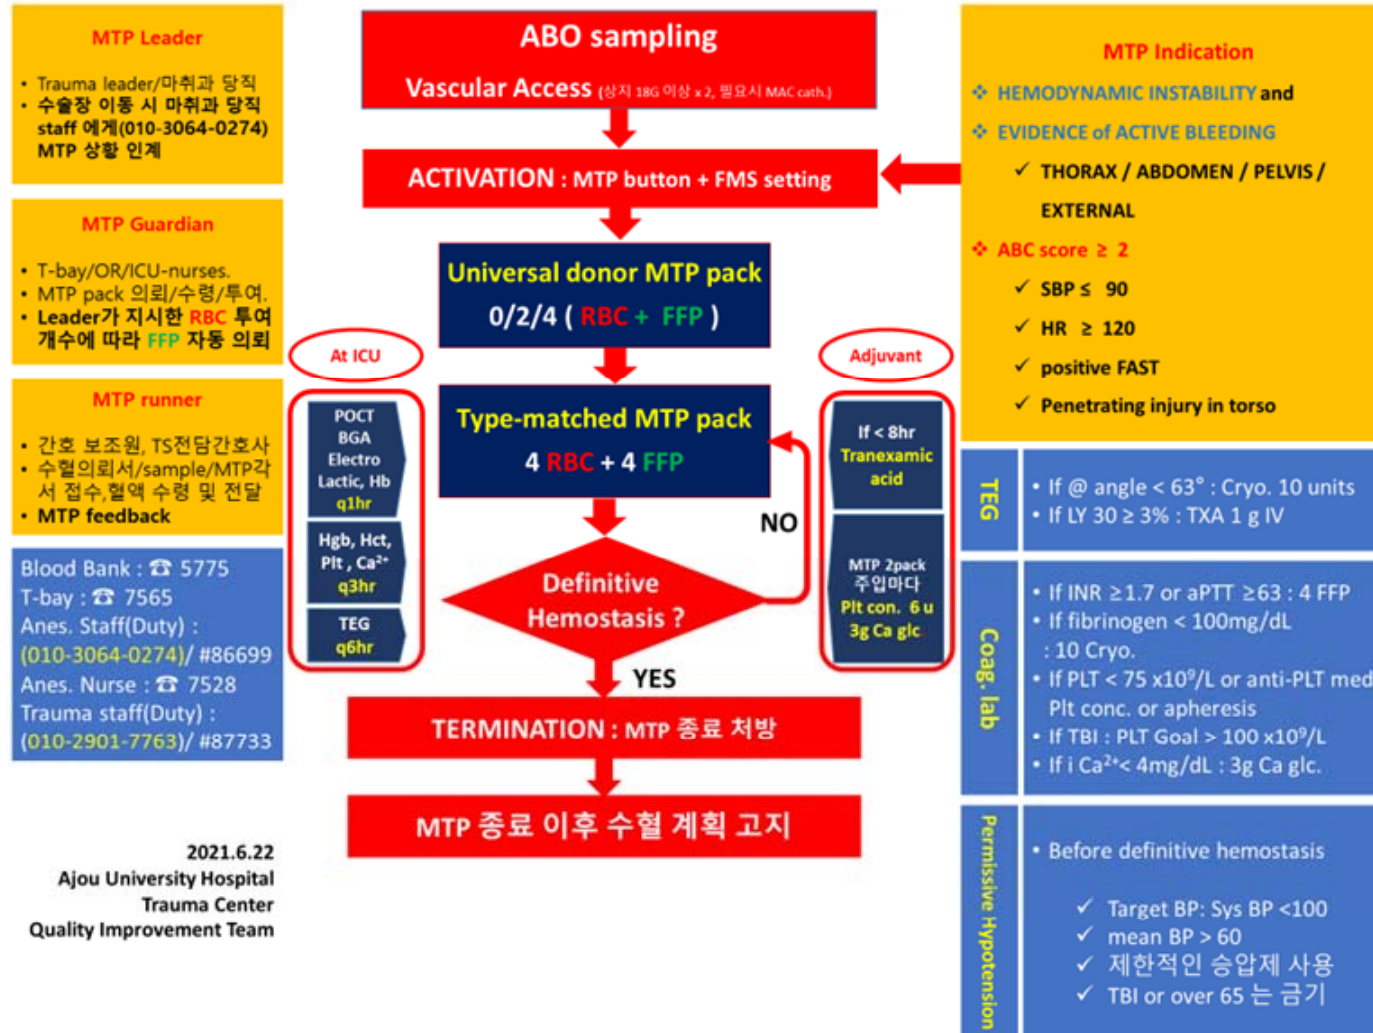 MTP Leader
• Trauma leader/마취과 당직
• 수술장 이동 시 마취과 당직
staff 에게(010-3064-0274)
MTP 상황 인계
MTP Guardian
• T-bay/OR/ICU-nurses.
• MTP pack 의뢰/수령/투여.
• Leader가 지시한 RBC 투여
개수에 따라 FFP 자동 의뢰
MTP runner
• 간호 보조원, TS전담간호사
• 수혈의뢰서/sample/MTP각
서 접수,혈액 수령 및 전달
• MTP feedback
Blood Bank : ☎ 5775
T-bay : ☎ 7565
Anes. Staff(Duty) :
(010-3064-0274)/ #86699
Anes. Nurse : ☎ 7528
Trauma staff(Duty) :
(010-2901-7763)/ #87733
2021.6.22
Ajou University Hospital
Trauma Center
Quality Improvement Team
ABO sampling
Vascular Access (상지 18G 이상 x 2, 필요시 MAC cath.)
ACTIVATION : MTP button + FMS setting
Universal donor MTP pack
0/2/4 ( RBC + FFP )
Type-matched MTP pack
4 RBC + 4 FFP
Definitive
Hemostasis ?
NO
YES
TERMINATION : MTP 종료 처방
MTP 종료 이후 수혈 계획 고지
At ICU
POCT
BGA
Electro
Lactic, Hb
q1hr
Hgb, Hct,
Plt , Ca²⁺
q3hr
TEG
q6hr
Adjuvant
If < 8hr
Tranexamic
acid
MTP 2pack
주입마다
Plt con. 6 u
3g Ca glc
MTP Indication
❖ HEMODYNAMIC INSTABILITY and
❖ EVIDENCE of ACTIVE BLEEDING
✓ THORAX / ABDOMEN / PELVIS /
EXTERNAL
❖ ABC score ≥ 2
✓ SBP ≤ 90
✓ HR ≥ 120
✓ positive FAST
✓ Penetrating injury in torso
TEG
• If @ angle < 63° : Cryo. 10 units
• If LY 30 ≥ 3% : TXA 1 g IV
Coag. lab
• If INR ≥1.7 or aPTT ≥63 : 4 FFP
• If fibrinogen < 100mg/dL
: 10 Cryo.
• If PLT < 75 x10⁹/L or anti-PLT med
Plt conc. or apheresis
• If TBI : PLT Goal > 100 x10⁹/L
• If i Ca²⁺< 4mg/dL : 3g Ca glc.
Permissive Hypotension
• Before definitive hemostasis
✓ Target BP: Sys BP <100
✓ mean BP > 60
✓ 제한적인 승압제 사용
✓ TBI or over 65 는 금기